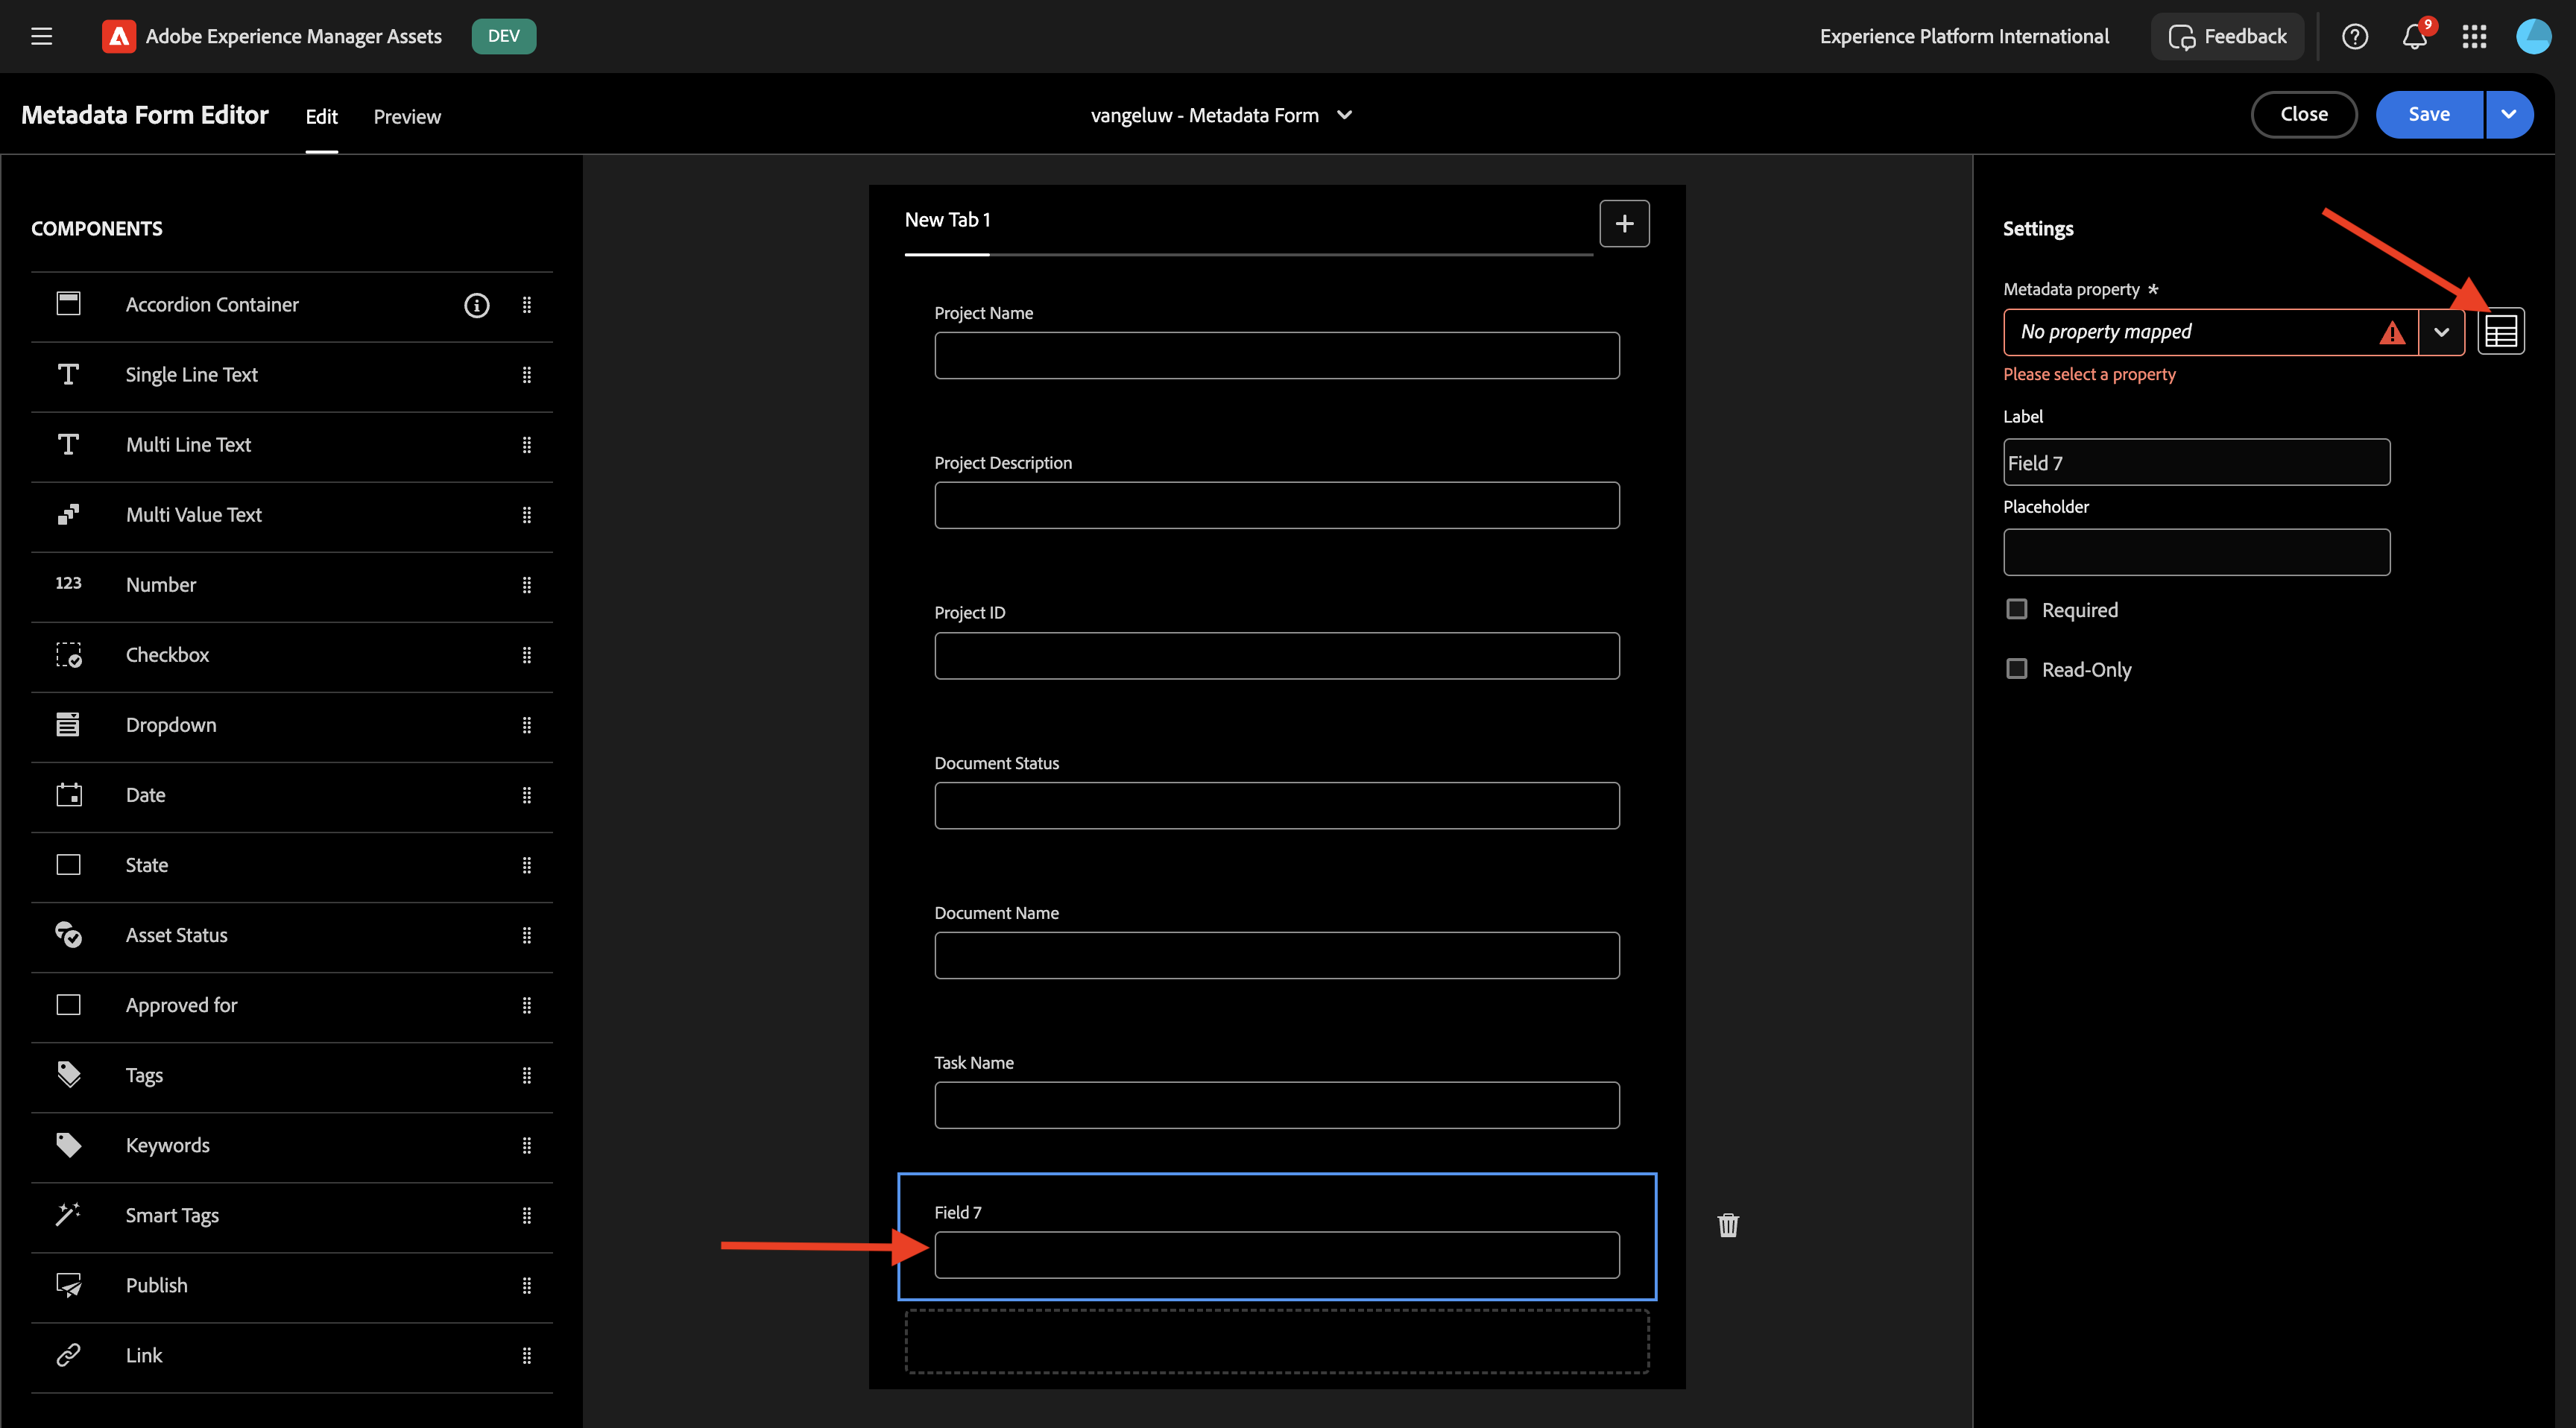 Adobe Experience Manager Assets
DEV
Experience Platform International
Feedback
9
Metadata Form Editor
Edit
Preview
vangeluw - Metadata Form
Close
Save
COMPONENTS
Accordion Container
Single Line Text
Multi Line Text
Multi Value Text
123
Number
Checkbox
Dropdown
Date
State
Asset Status
Approved for
Tags
Keywords
Smart Tags
Publish
Link
New Tab 1
Project Name
Project Description
Project ID
Document Status
Document Name
Task Name
Field 7
Settings
Metadata property *
No property mapped
Please select a property
Label
Field 7
Placeholder
Required
Read-Only